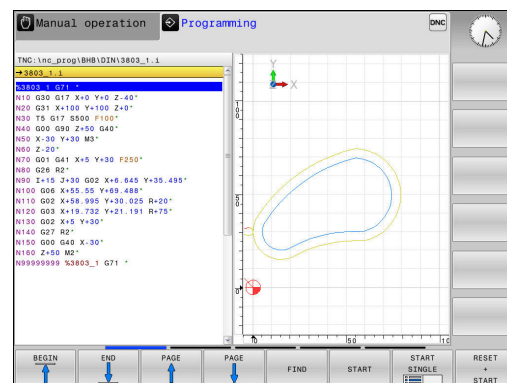 Manual operation
Programming
DNC
TNC:\nc_prog\BHB\DIN\3803_1.i
→3803_1.i
%3803_1 G71 *
N10 G30 G17 X+0 Y+0 Z-40*
N20 G31 X+100 Y+100 Z+0*
N30 T5 G17 S500 F100*
N40 G00 G90 Z+50 G40*
N50 X-30 Y+30 M3*
N60 Z-20*
N70 G01 G41 X+5 Y+30 F250*
N80 G26 R2*
N90 I+15 J+30 G02 X+6.645 Y+35.495*
N100 G06 X+55.55 Y+69.488*
N110 G02 X+58.995 Y+30.025 R+20*
N120 G03 X+19.732 Y+21.191 R+75*
N130 G02 X+5 Y+30*
N140 G27 R2*
N150 G00 G40 X-30*
N160 Z+50 M2*
N99999999 %3803_1 G71 *
Y
X
50
BEGIN
END
PAGE
PAGE
FIND
START
START SINGLE
RESET + START